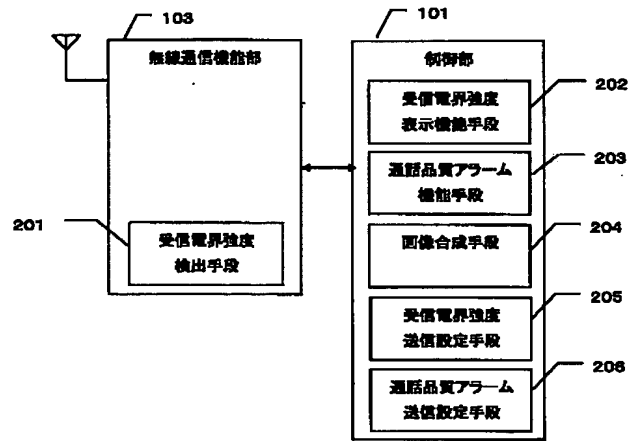 103
無線通信機能部
201
受信電界強度
検出手段
101
制御部
202
受信電界強度
表示機能手段
203
通話品質アラーム
機能手段
204
画像合成手段
205
受信電界強度
送信設定手段
206
通話品質アラーム
送信設定手段